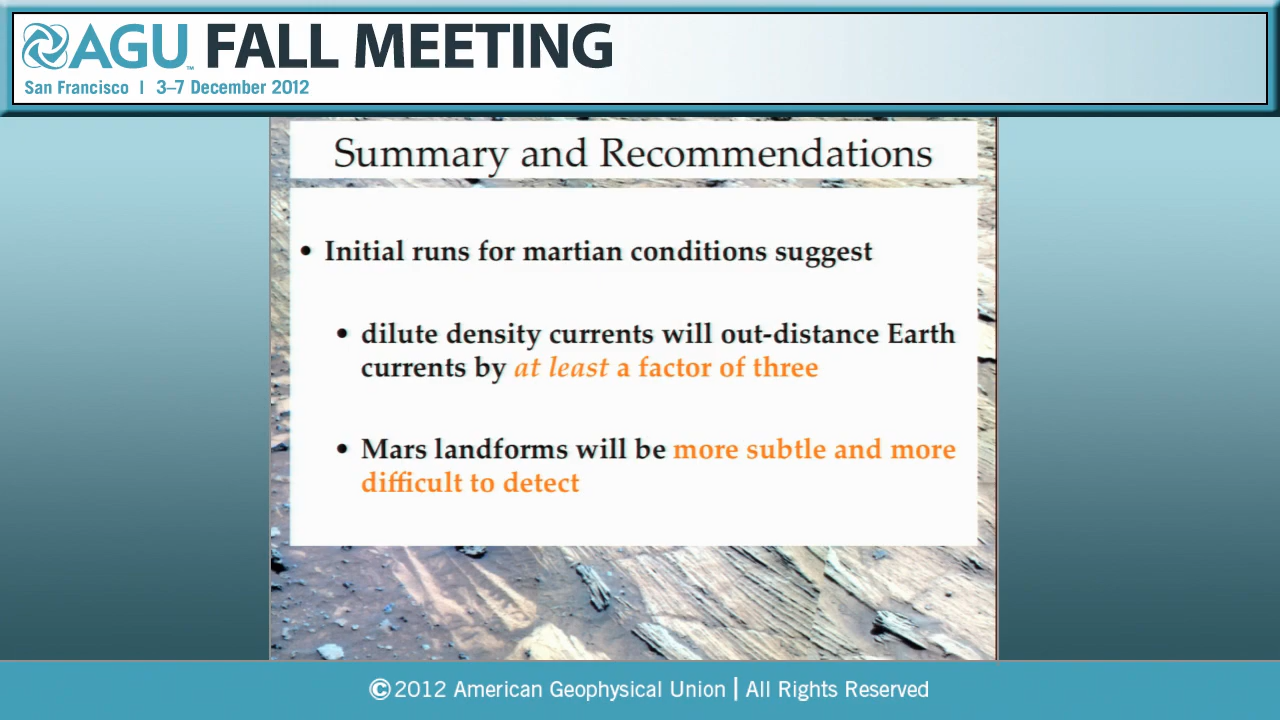 AGU™ FALL MEETING
San Francisco | 3–7 December 2012
Summary and Recommendations
• Initial runs for martian conditions suggest
• dilute density currents will out-distance Earth
currents by at least a factor of three
• Mars landforms will be more subtle and more
difficult to detect
©2012 American Geophysical Union | All Rights Reserved